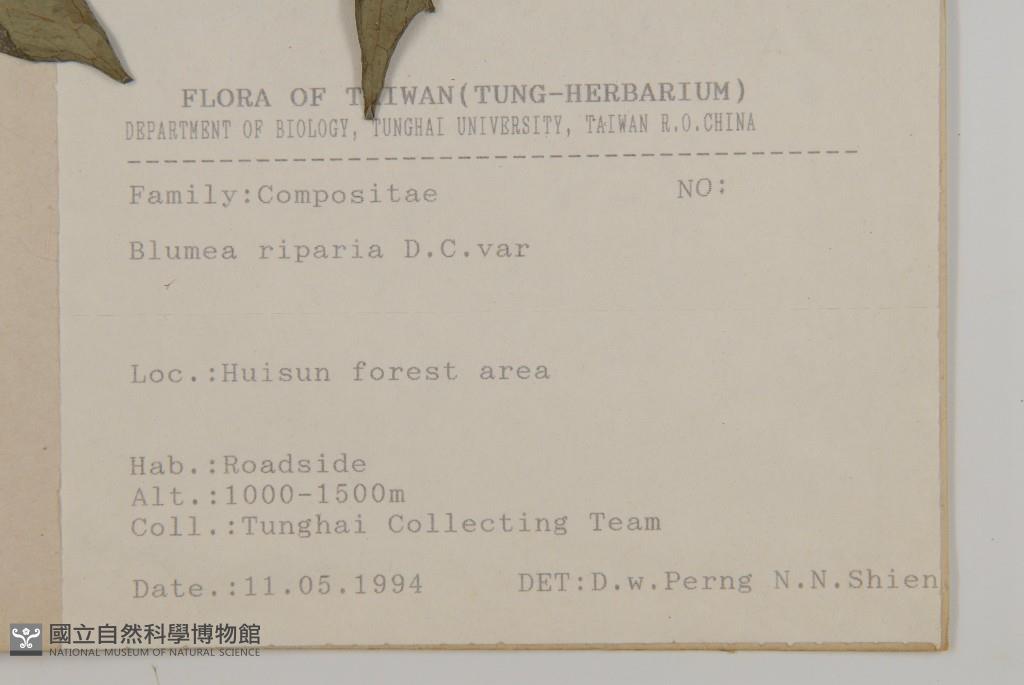 FLORA OF TAIWAN(TUNG-HERBARIUM)
DEPARTMENT OF BIOLOGY, TUNGHAI UNIVERSITY, TAIWAN R.O.CHINA
Family:Compositae NO:
Blumea riparia D.C.var
Loc.:Huisun forest area
Hab.:Roadside
Alt.:1000-1500m
Coll.:Tunghai Collecting Team
Date.:11.05.1994 DET:D.w.Perng N.N.Shien
國立自然科學博物館
NATIONAL MUSEUM OF NATURAL SCIENCE